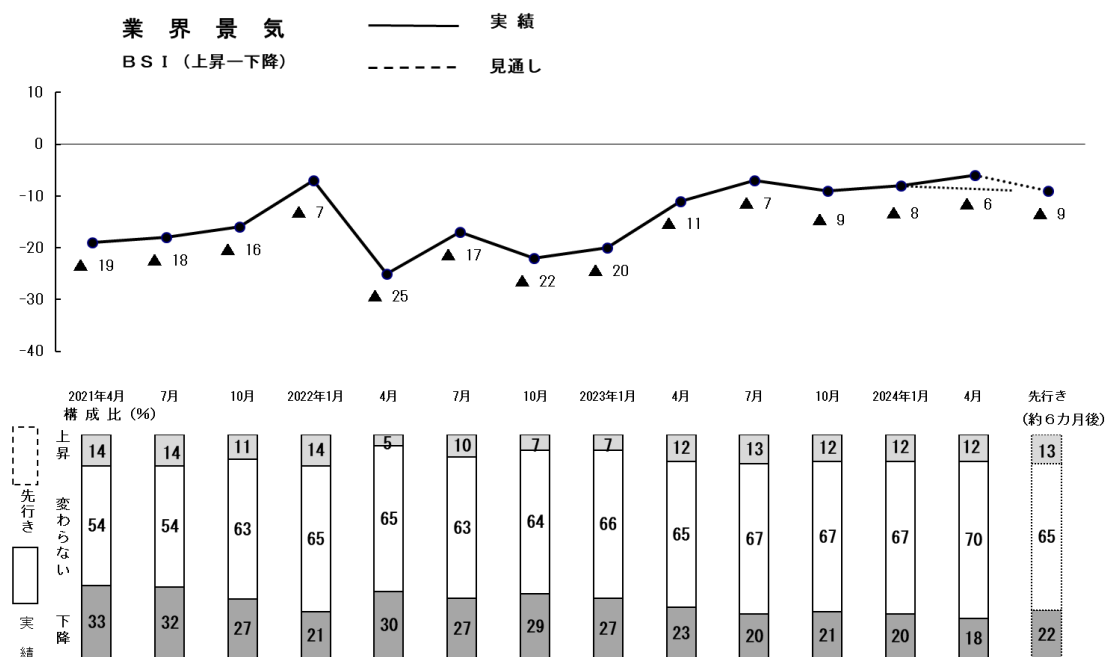 業界景気
BSI（上昇―下降）
実績
見通し
10
0
-10
-20
-30
-40
▲ 19
▲ 18
▲ 16
▲ 7
▲ 25
▲ 17
▲ 22
▲ 20
▲ 11
▲ 7
▲ 9
▲ 8
▲ 6
▲ 9
2021年4月 7月 10月 2022年1月 4月 7月 10月 2023年1月 4月 7月 10月 2024年1月 4月 先行き
（約6カ月後）
構成比（%）
上昇
14 14 11 14 5 10 7 7 12 13 12 12 12 13
変わらない
54 54 63 65 65 63 64 66 65 67 67 67 70 65
下降
33 32 27 21 30 27 29 27 23 20 21 20 18 22
先行き
実績